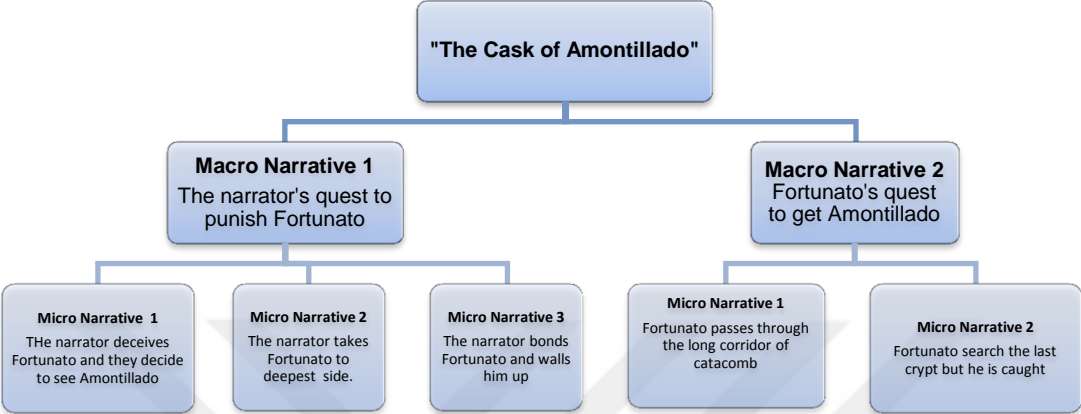 "The Cask of Amontillado"
Macro Narrative 1
The narrator's quest to
punish Fortunato
Macro Narrative 2
Fortunato's quest
to get Amontillado
Micro Narrative 1
THe narrator deceives
Fortunato and they decide
to see Amontillado
Micro Narrative 2
The narrator takes
Fortunato to
deepest side.
Micro Narrative 3
The narrator bonds
Fortunato and walls
him up
Micro Narrative 1
Fortunato passes through
the long corridor of
catacomb
Micro Narrative 2
Fortunato search the last
crypt but he is caught